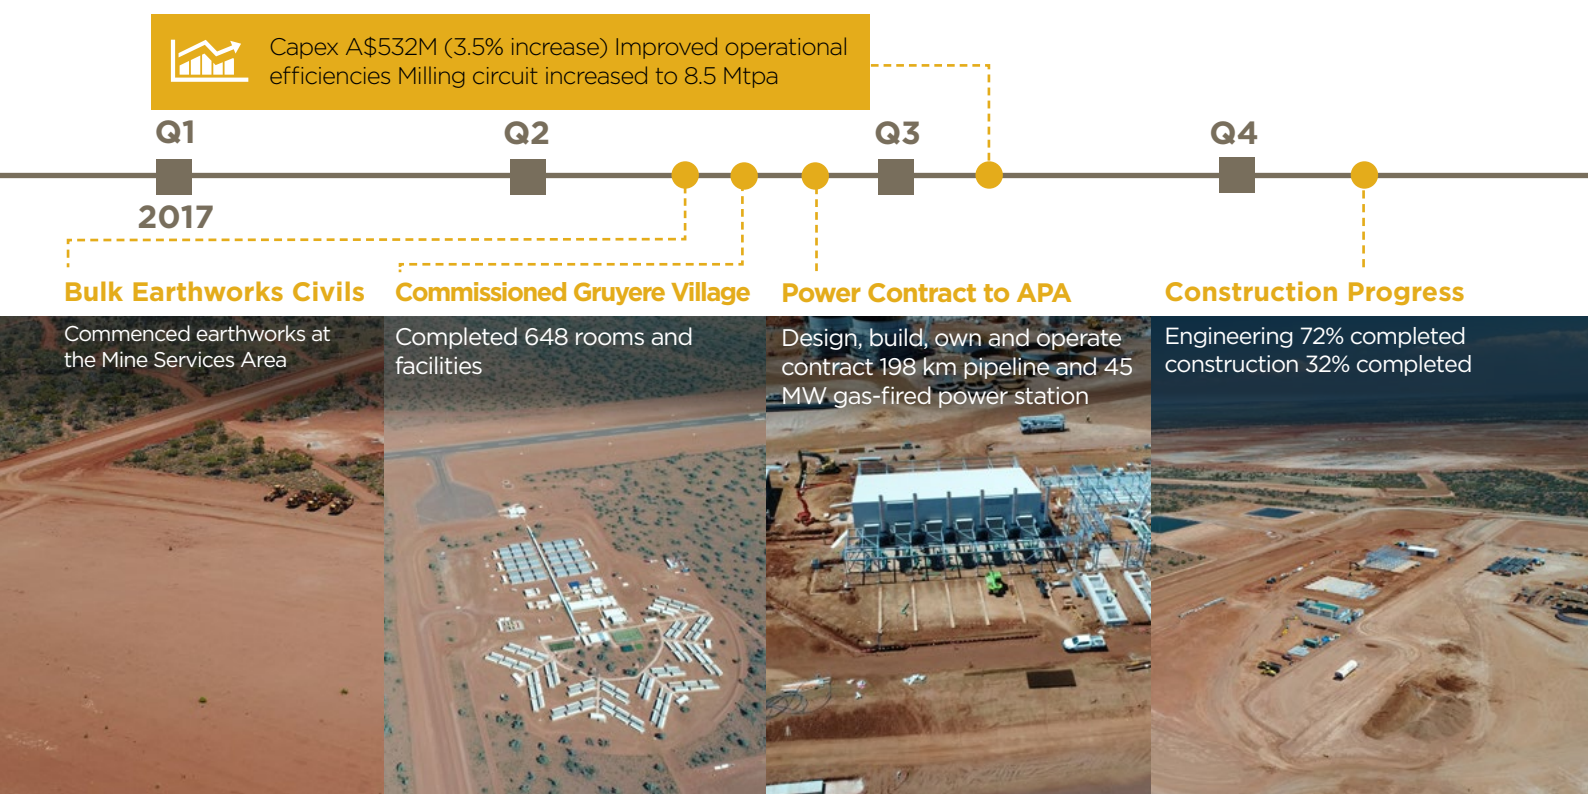 Capex A$532M (3.5% increase) Improved operational
efficiencies Milling circuit increased to 8.5 Mtpa
Q1
Q2
Q3
Q4
2017
Bulk Earthworks Civils
Commenced earthworks at
the Mine Services Area
Commissioned Gruyere Village
Completed 648 rooms and
facilities
Power Contract to APA
Design, build, own and operate
contract 198 km pipeline and 45
MW gas-fired power station
Construction Progress
Engineering 72% completed
construction 32% completed